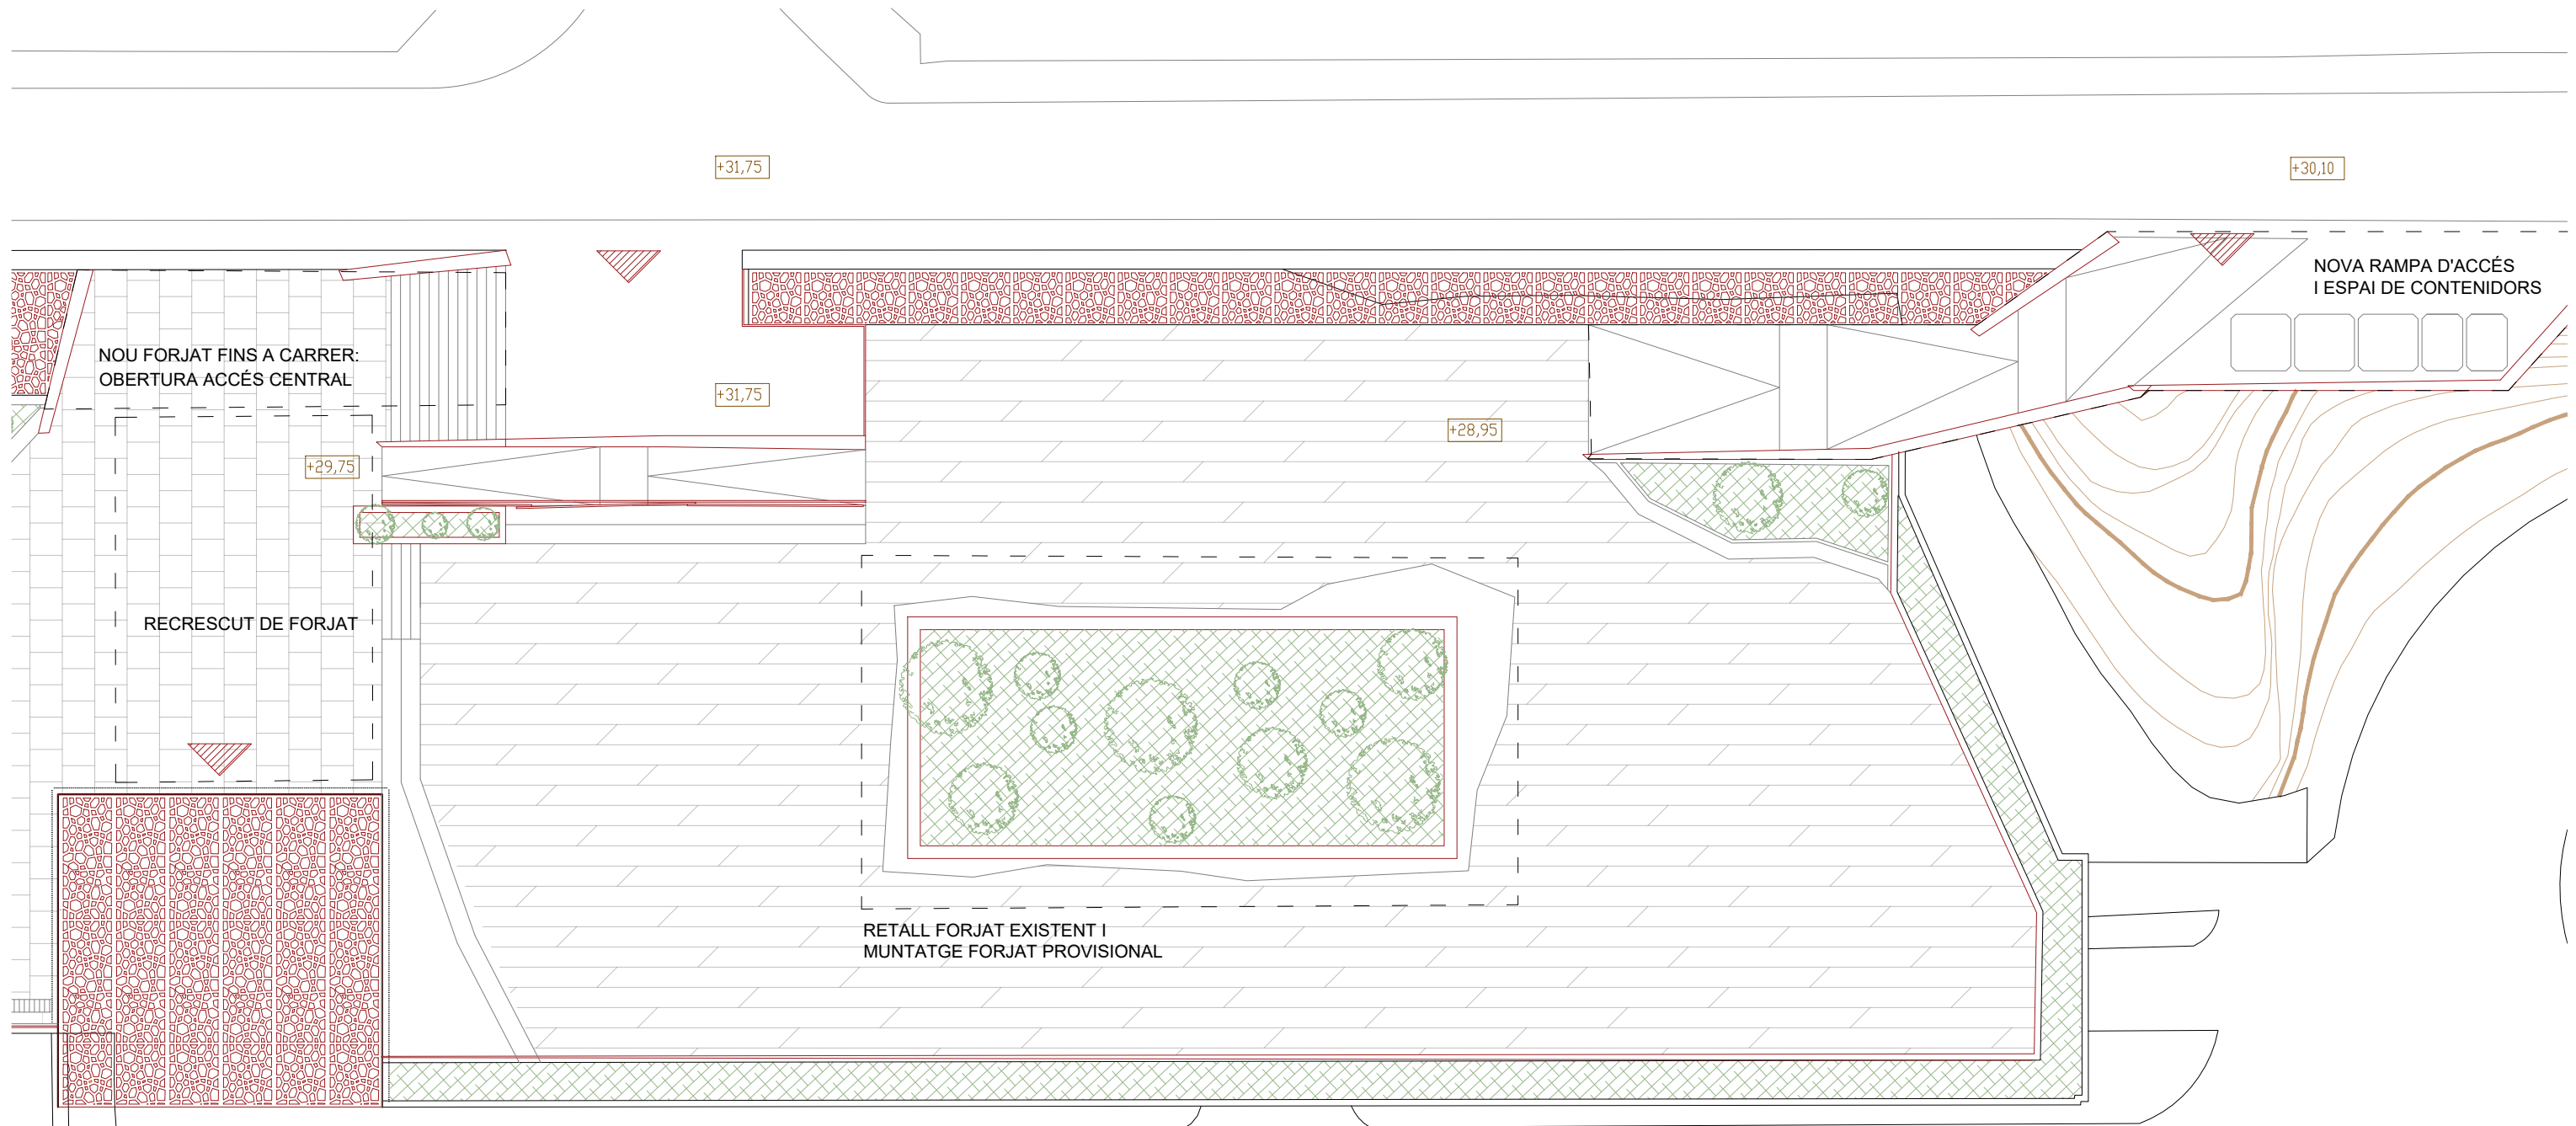 +31,75
+30,10
NOVA RAMPA D'ACCÉS
I ESPAI DE CONTENIDORS
NOU FORJAT FINS A CARRER:
OBERTURA ACCÉS CENTRAL
+31,75
+28,95
+29,75
RECRESCUT DE FORJAT
RETALL FORJAT EXISTENT I
MUNTATGE FORJAT PROVISIONAL